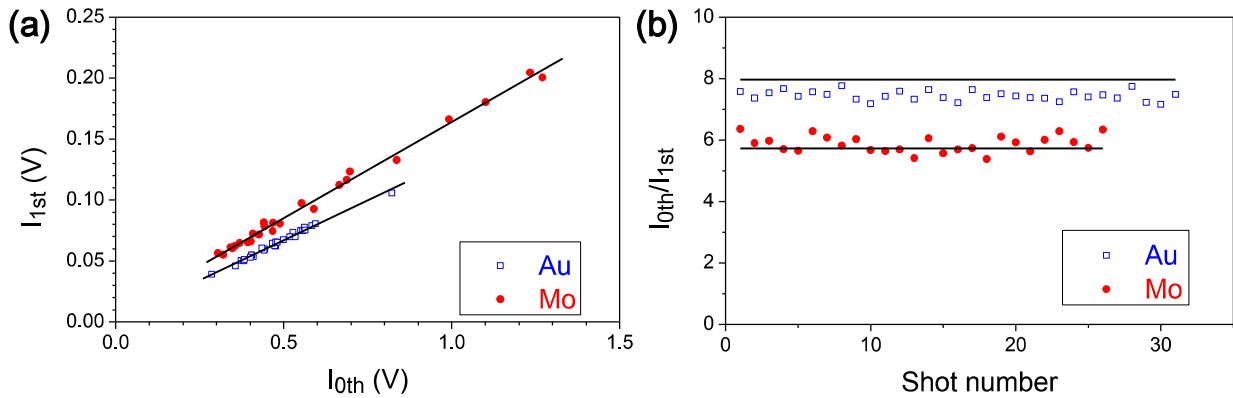 (a)
0.25
0.20
0.15
0.10
0.05
0.00
I1st (V)
0.0 0.5 1.0 1.5
I0th (V)
Au
Mo
(b)
10
8
6
4
2
0
I0th/I1st
0 10 20 30
Shot number
Au
Mo